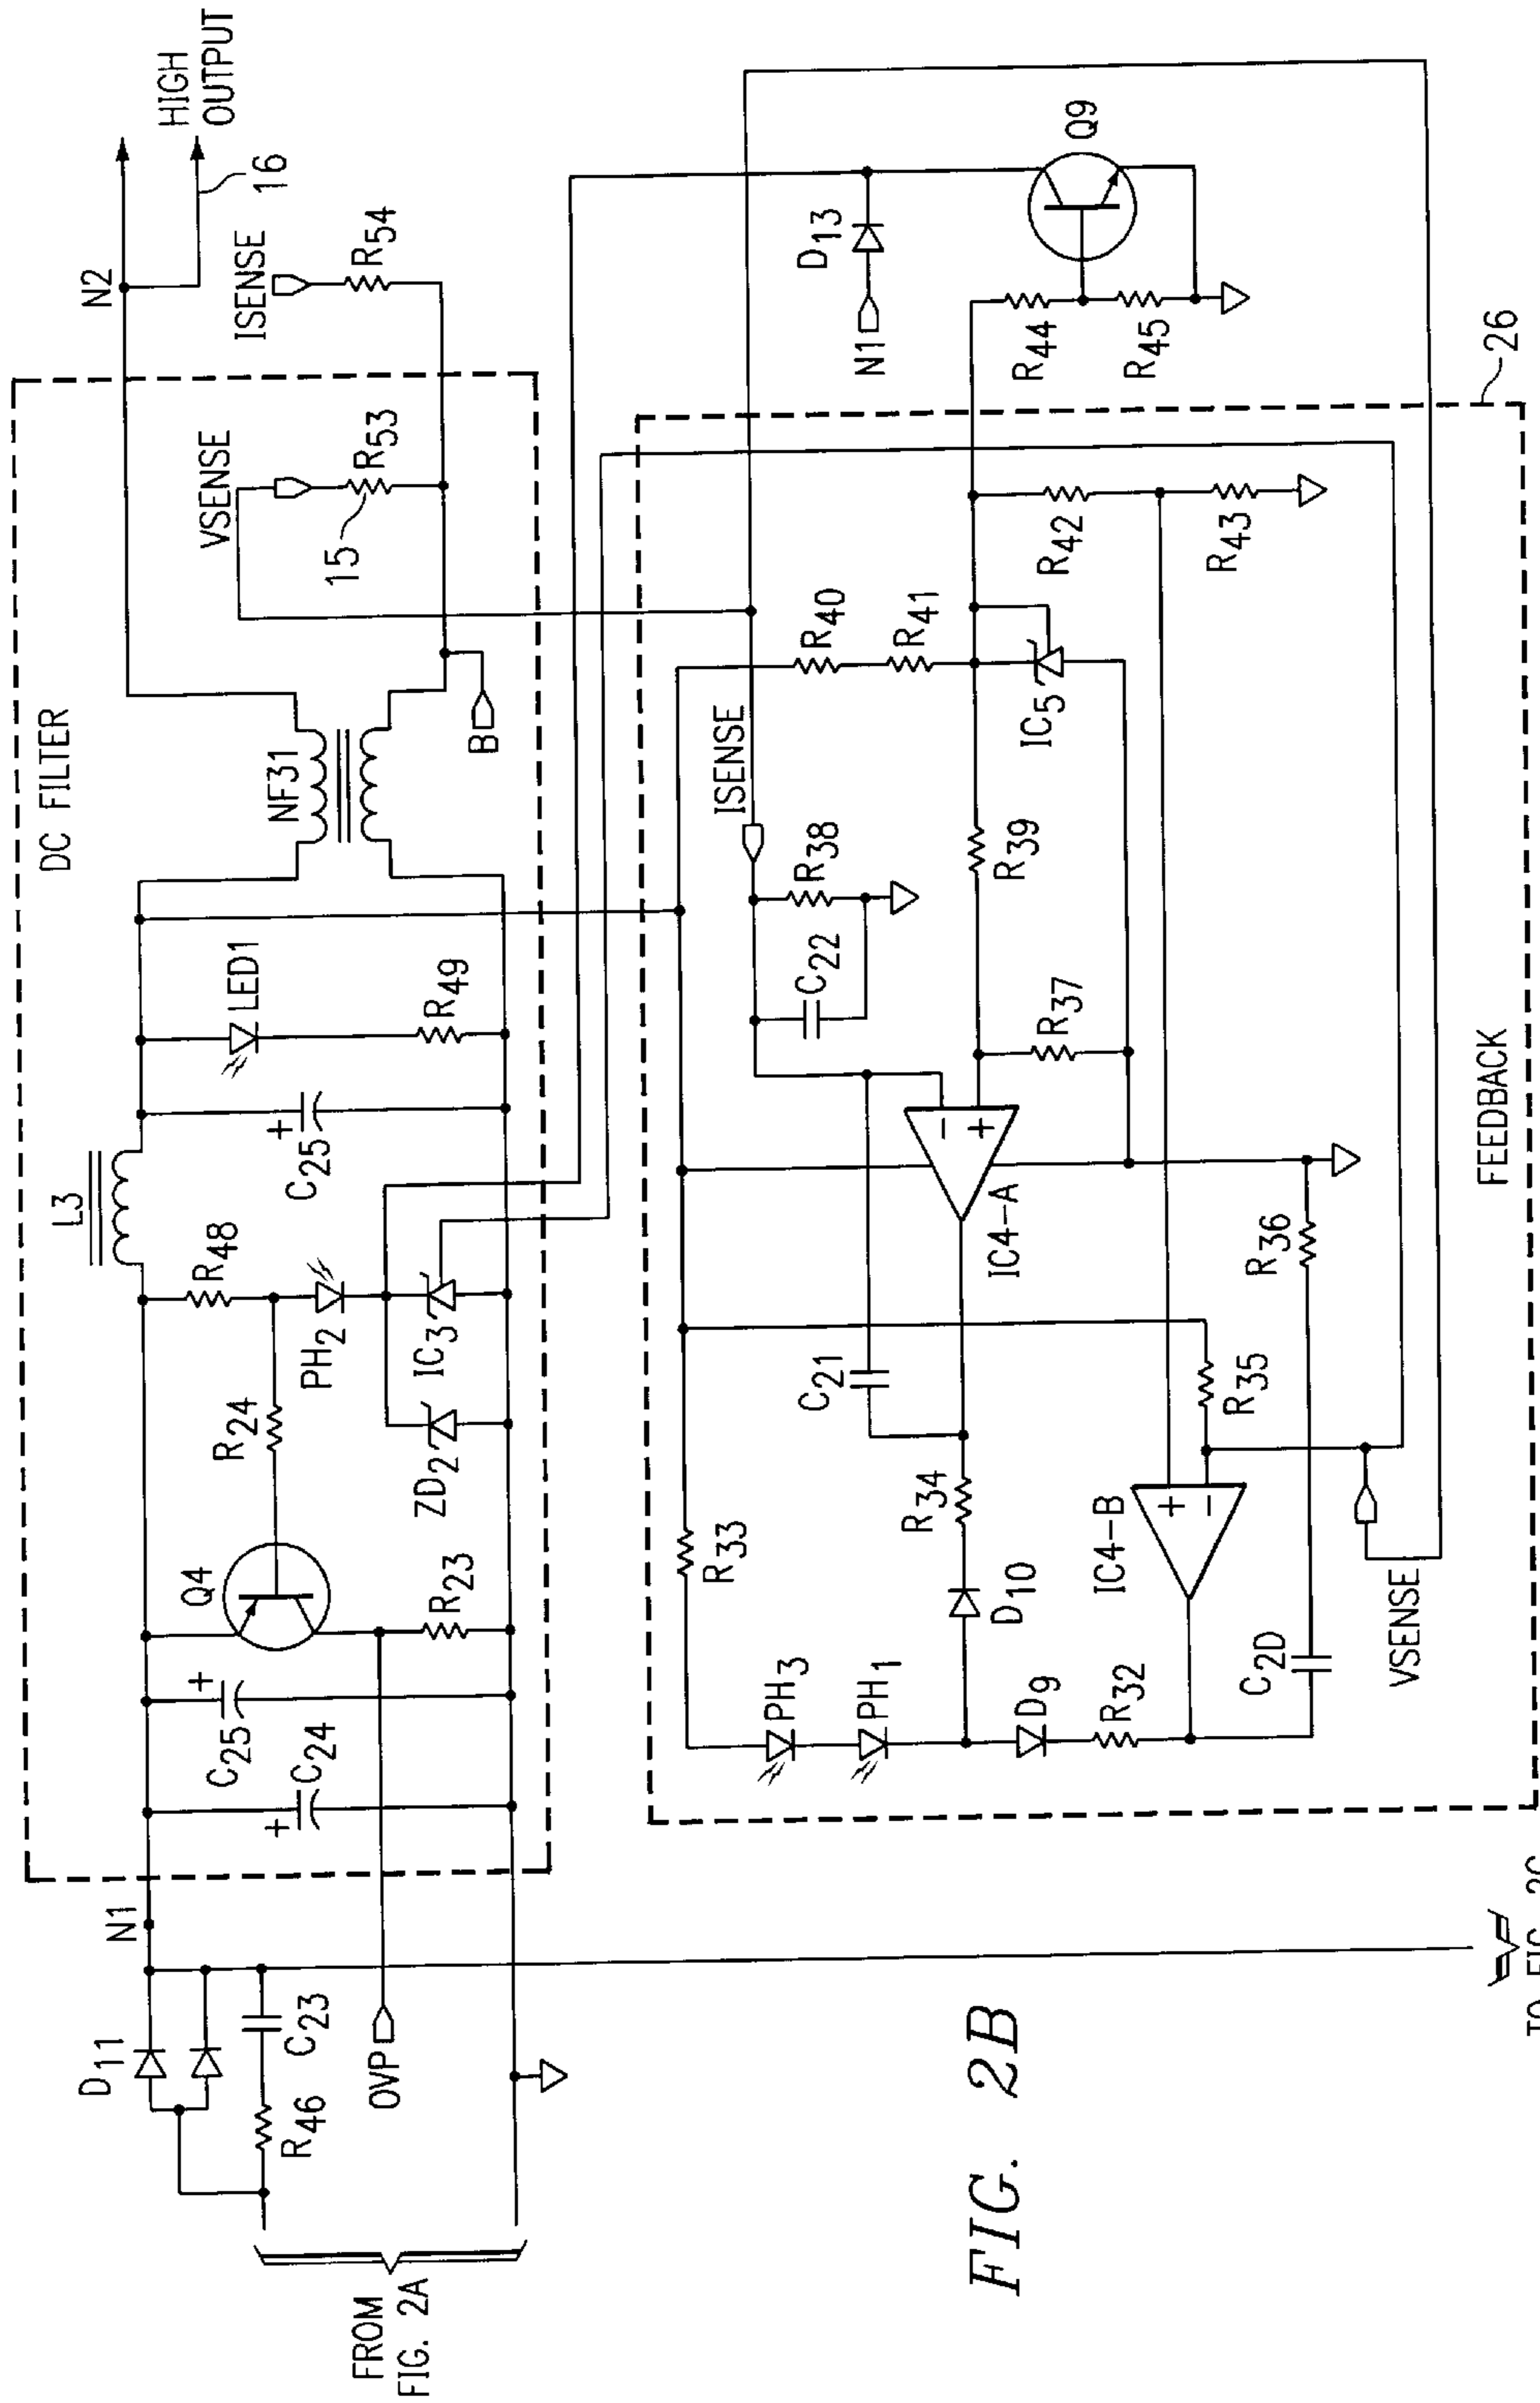 N2
HIGH
OUTPUT
16
ISENSE
R54
DC FILTER
VSENSE
15
R53
NF31
B
L3
LED1
R49
C25
R48
PH2
IC3
ZD2
R24
Q4
R23
C25
C24
N1
D11
C23
R46
OVP
FROM
FIG. 2A
D13
N1
Q9
R44
R45
26
R40
R41
R42
R43
IC5
ISENSE
R38
C22
R39
R37
IC4-A
C21
R34
D10
R33
PH3
PH1
D9
R32
IC4-B
R35
R36
C2D
VSENSE
FEEDBACK
FIG. 2B
TO FIG. 2C